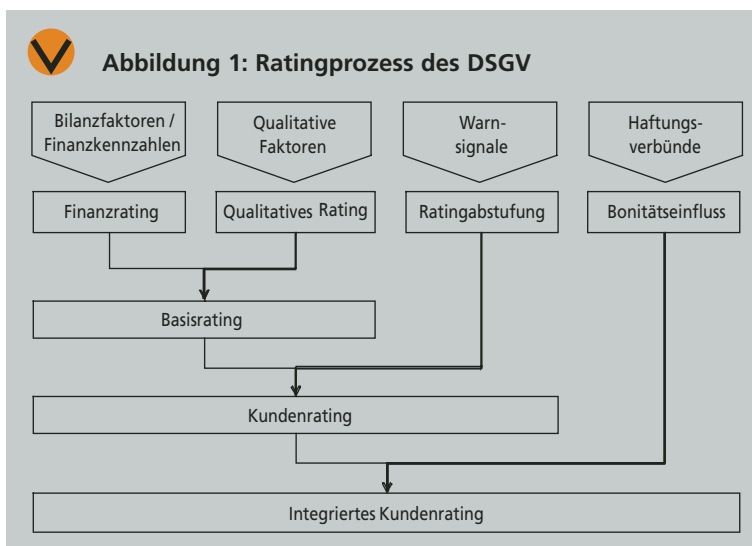 Abbildung 1: Ratingprozess des DSGV
Bilanzfaktoren /
Finanzkennzahlen
Qualitative
Faktoren
Warn-
signale
Haftungs-
verbünde
Finanzrating
Qualitatives Rating
Ratingabstufung
Bonitätseinfluss
Basisrating
Kundenrating
Integriertes Kundenrating